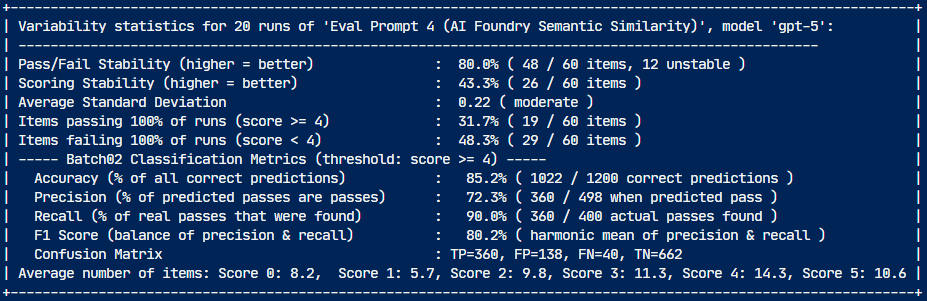 Variability statistics for 20 runs of 'Eval Prompt 4 (AI Foundry Semantic Similarity)', model 'gpt-5':
Pass/Fail Stability (higher = better) : 80.0% ( 48 / 60 items, 12 unstable )
Scoring Stability (higher = better) : 43.3% ( 26 / 60 items )
Average Standard Deviation : 0.22 ( moderate )
Items passing 100% of runs (score >= 4) : 31.7% ( 19 / 60 items )
Items failing 100% of runs (score < 4) : 48.3% ( 29 / 60 items )
----- Batch02 Classification Metrics (threshold: score >= 4) -----
Accuracy (% of all correct predictions) : 85.2% ( 1022 / 1200 correct predictions )
Precision (% of predicted passes are passes) : 72.3% ( 360 / 498 when predicted pass )
Recall (% of real passes that were found) : 90.0% ( 360 / 400 actual passes found )
F1 Score (balance of precision & recall) : 80.2% ( harmonic mean of precision & recall )
Confusion Matrix : TP=360, FP=138, FN=40, TN=662
Average number of items: Score 0: 8.2, Score 1: 5.7, Score 2: 9.8, Score 3: 11.3, Score 4: 14.3, Score 5: 10.6